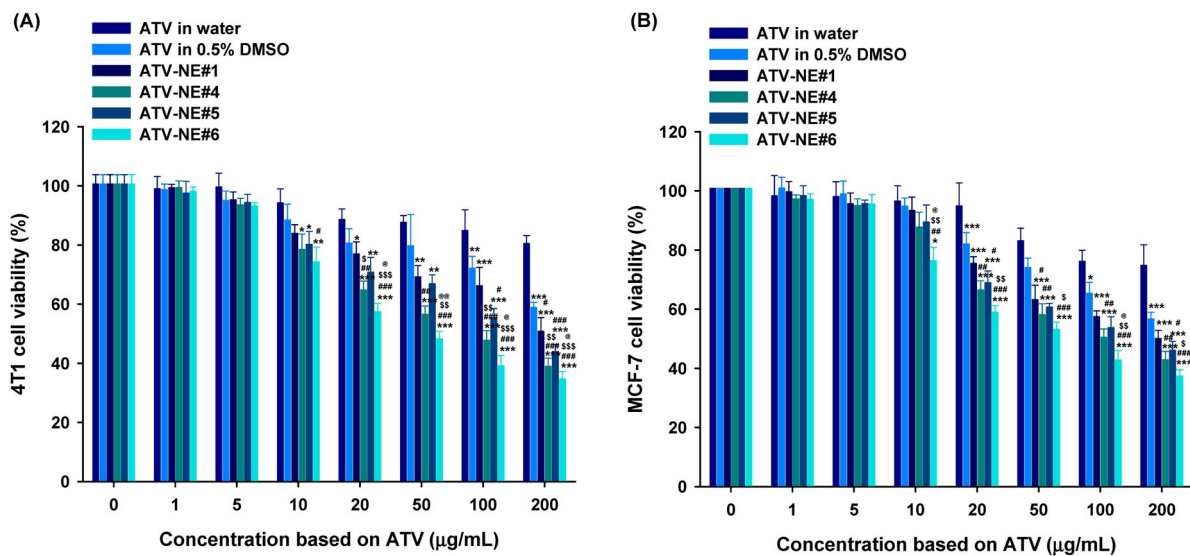 (A)
ATV in water
ATV in 0.5% DMSO
ATV-NE#1
ATV-NE#4
ATV-NE#5
ATV-NE#6
120
100
80
60
40
20
0
4T1 cell viability (%)
0 1 5 10 20 50 100 200
Concentration based on ATV (μg/mL)
(B)
ATV in water
ATV in 0.5% DMSO
ATV-NE#1
ATV-NE#4
ATV-NE#5
ATV-NE#6
120
100
80
60
40
20
0
MCF-7 cell viability (%)
0 1 5 10 20 50 100 200
Concentration based on ATV (μg/mL)